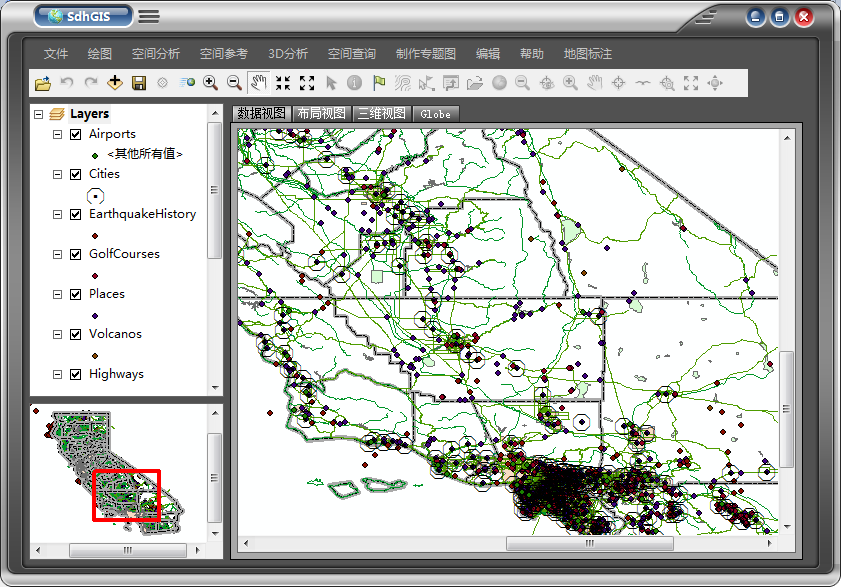 SdhGIS
文件 绘图 空间分析 空间参考 3D分析 空间查询 制作专题图 编辑 帮助 地图标注
Layers
Airports
<其他所有值>
Cities
EarthquakeHistory
GolfCourses
Places
Volcanos
Highways
数据视图 布局视图 三维视图 Globe